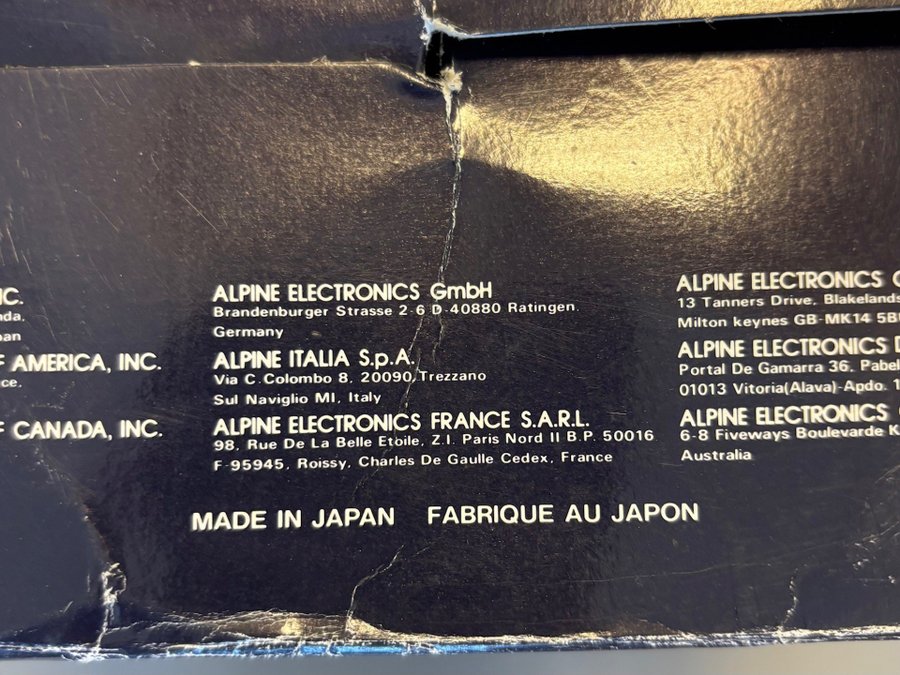 NC.
ALPINE ELECTRONICS GmbH
Brandenburger Strasse 2-6 D-40880 Ratingen.
Germany
F AMERICA, INC.
ALPINE ITALIA S.p.A.
Via C.Colombo 8, 20090, Trezzano
Sul Naviglio MI, Italy
F CANADA, INC.
ALPINE ELECTRONICS FRANCE S.A.R.L.
98, Rue De La Belle Etoile, Z.I. Paris Nord II B.P. 50016
F-95945, Roissy, Charles De Gaulle Cedex, France
ALPINE ELECTRONICS
13 Tanners Drive, Blakelands
Milton keynes GB-MK14 5B
ALPINE ELECTRONICS
Portal De Gamarra 36, Pabel
01013 Vitoria(Alava)-Apdo. 1
ALPINE ELECTRONICS
6-8 Fiveways Boulevarde K
Australia
MADE IN JAPAN FABRIQUE AU JAPON